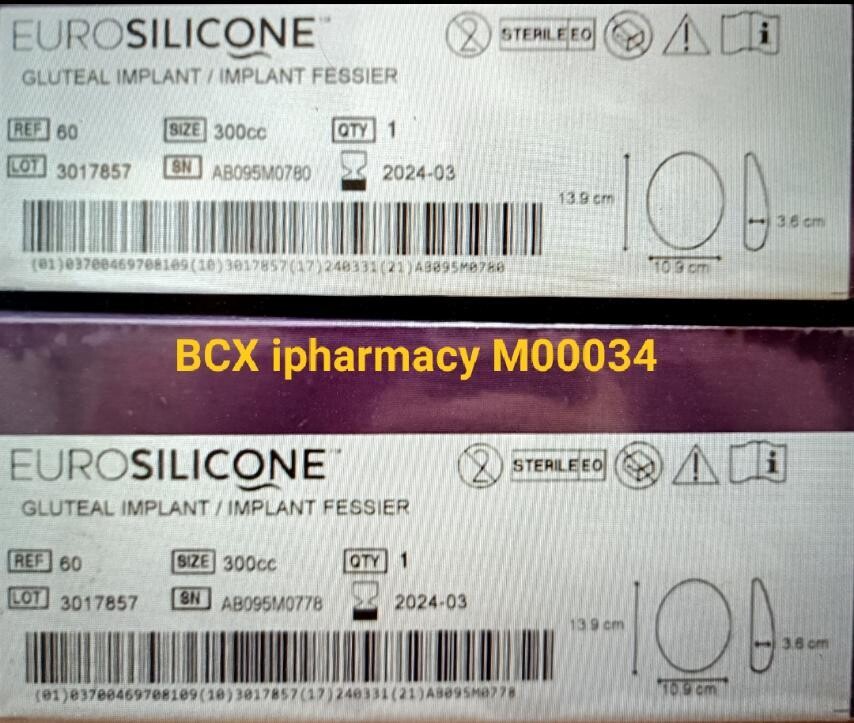 EUROSILICONE™
STERILE EO
GLUTEAL IMPLANT / IMPLANT FESSIER
REF 60 SIZE 300cc QTY 1
LOT 3017857 SN AB095M0780 2024-03
13.9 cm
3.6 cm
10.9 cm
(01)03700469708109(10)3017857(17)240331(21)AB095M0780
BCX ipharmacy M00034
EUROSILICONE™
STERILE EO
GLUTEAL IMPLANT / IMPLANT FESSIER
REF 60 SIZE 300cc QTY 1
LOT 3017857 SN AB095M0778 2024-03
13.9 cm
3.6 cm
10.9 cm
(01)03700469708109(10)3017857(17)240331(21)AB095M0778